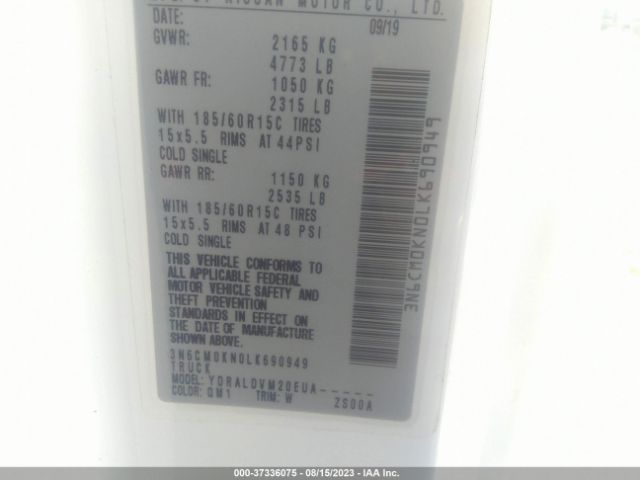 NISSAN MOTOR CO., LTD.
DATE: 09/19
GVWR: 2165 KG
4773 LB
GAWR FR: 1050 KG
2315 LB
WITH 185/60R15C TIRES
15x5.5 RIMS AT 44PSI
COLD SINGLE
GAWR RR: 1150 KG
2535 LB
WITH 185/60R15C TIRES
15x5.5 RIMS AT 48 PSI
COLD SINGLE
THIS VEHICLE CONFORMS TO
ALL APPLICABLE FEDERAL
MOTOR VEHICLE SAFETY AND
THEFT PREVENTION
STANDARDS IN EFFECT ON
THE DATE OF MANUFACTURE
SHOWN ABOVE.
3N6CM0KN0LK690949
TRUCK
MODEL: YDRALDVM20EUA-----
COLOR: QM1 TRIM: W ZS00A
3N6CM0KN0LK690949
000-37336075 - 08/15/2023 - IAA Inc.